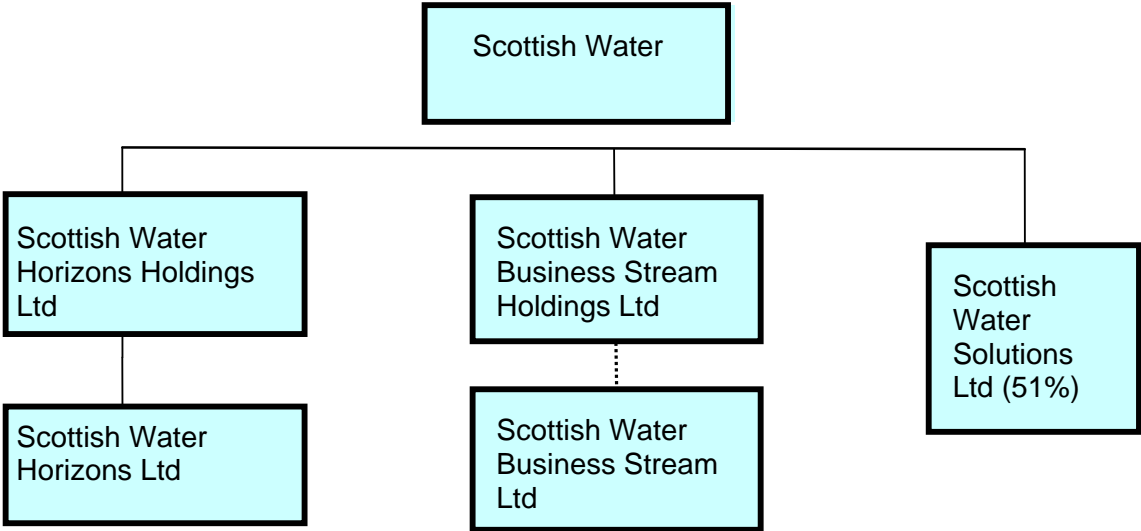 Scottish Water
Scottish Water
Horizons Holdings
Ltd
Scottish Water
Business Stream
Holdings Ltd
Scottish
Water
Solutions
Ltd (51%)
Scottish Water
Horizons Ltd
Scottish Water
Business Stream
Ltd